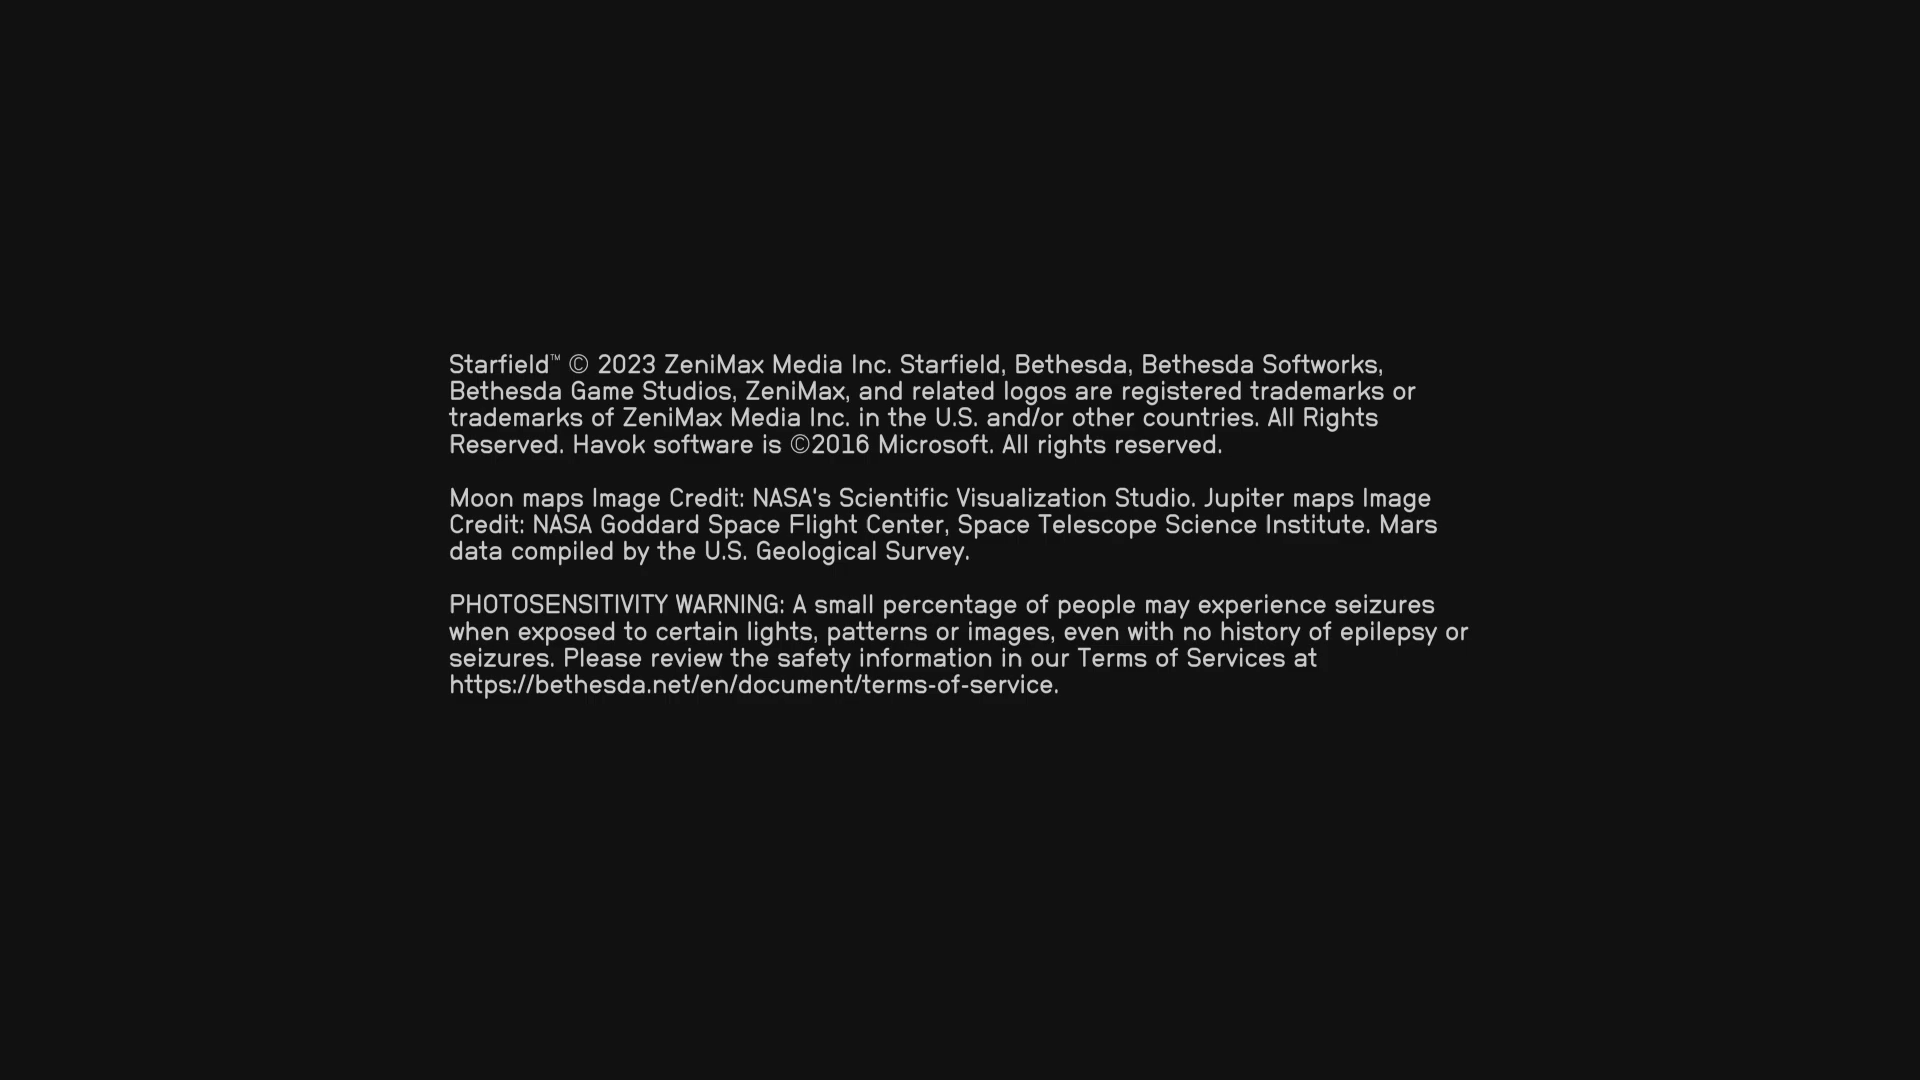 Starfield™ © 2023 ZeniMax Media Inc. Starfield, Bethesda, Bethesda Softworks,
Bethesda Game Studios, ZeniMax, and related logos are registered trademarks or
trademarks of ZeniMax Media Inc. in the U.S. and/or other countries. All Rights
Reserved. Havok software is ©2016 Microsoft. All rights reserved.
Moon maps Image Credit: NASA's Scientific Visualization Studio. Jupiter maps Image
Credit: NASA Goddard Space Flight Center, Space Telescope Science Institute. Mars
data compiled by the U.S. Geological Survey.
PHOTOSENSITIVITY WARNING: A small percentage of people may experience seizures
when exposed to certain lights, patterns or images, even with no history of epilepsy or
seizures. Please review the safety information in our Terms of Services at
https://bethesda.net/en/document/terms-of-service.